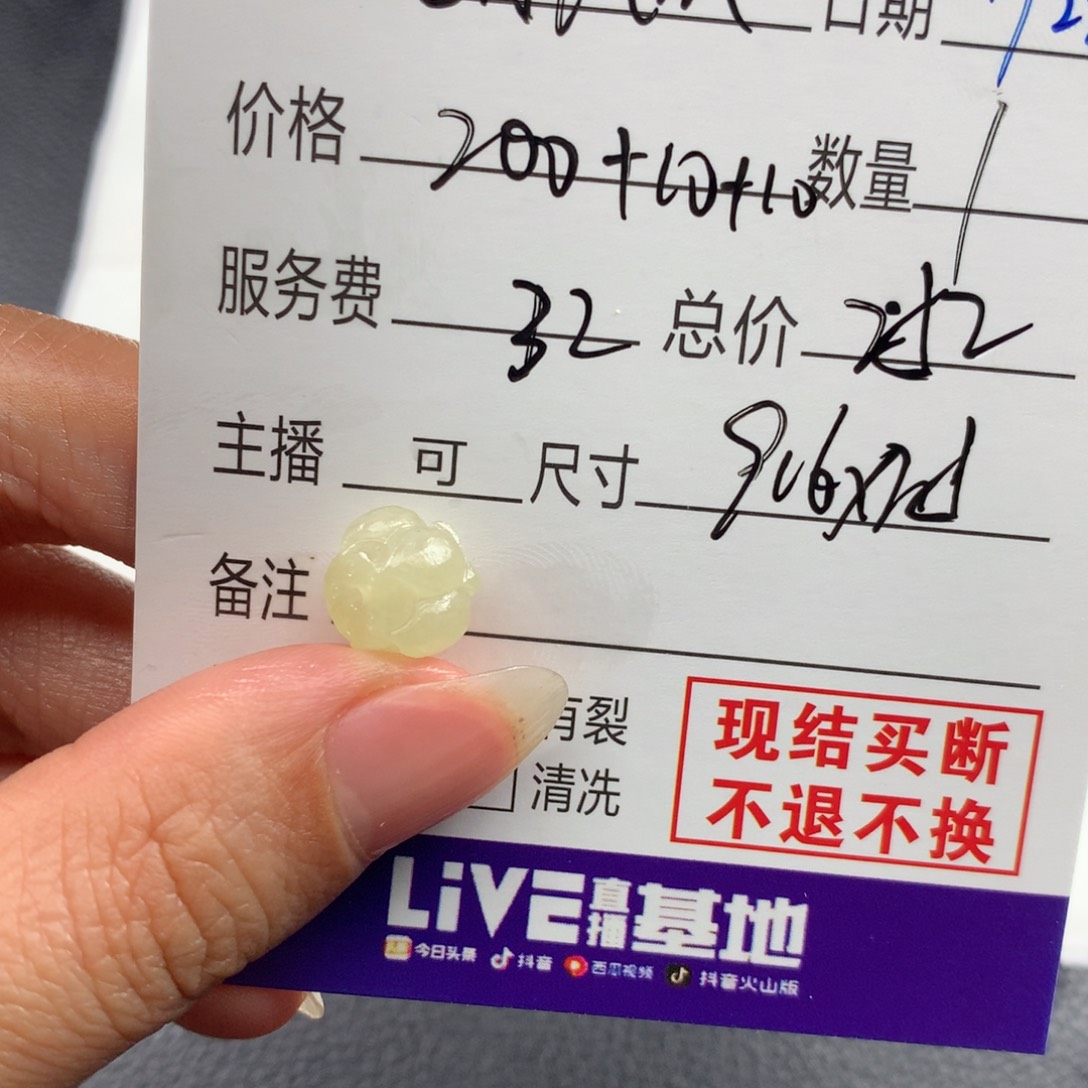 日期
价格 200+10+10 数量 1
服务费 32 总价 252
主播 可 尺寸
备注
有裂
清洗
现结买断
不退不换
LiVE直播基地
今日头条 抖音 西瓜视频 抖音火山版